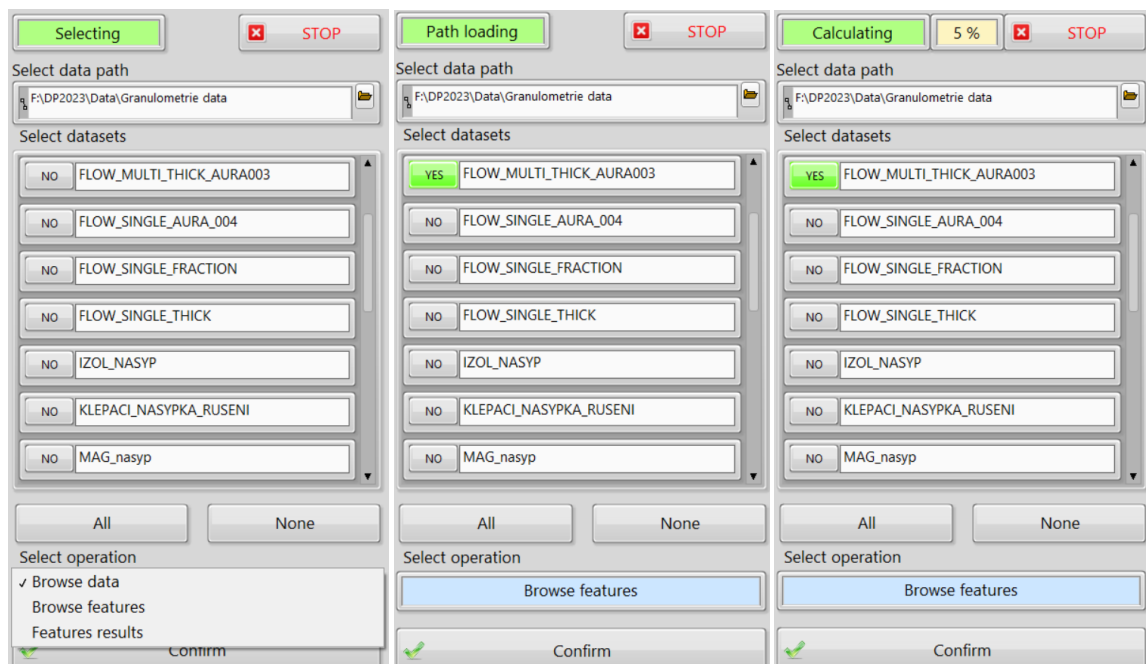 Selecting
STOP
Select data path
F:\DP2023\Data\Granulometrie data
Select datasets
NO FLOW_MULTI_THICK_AURA003
NO FLOW_SINGLE_AURA_004
NO FLOW_SINGLE_FRACTION
NO FLOW_SINGLE_THICK
NO IZOL_NASYP
NO KLEPACI_NASYPKA_RUSENI
NO MAG_nasyp
All
None
Select operation
✓ Browse data
Browse features
Features results
Confirm
Path loading
STOP
Select data path
F:\DP2023\Data\Granulometrie data
Select datasets
YES FLOW_MULTI_THICK_AURA003
NO FLOW_SINGLE_AURA_004
NO FLOW_SINGLE_FRACTION
NO FLOW_SINGLE_THICK
NO IZOL_NASYP
NO KLEPACI_NASYPKA_RUSENI
NO MAG_nasyp
All
None
Select operation
Browse features
Confirm
Calculating
5 %
STOP
Select data path
F:\DP2023\Data\Granulometrie data
Select datasets
YES FLOW_MULTI_THICK_AURA003
NO FLOW_SINGLE_AURA_004
NO FLOW_SINGLE_FRACTION
NO FLOW_SINGLE_THICK
NO IZOL_NASYP
NO KLEPACI_NASYPKA_RUSENI
NO MAG_nasyp
All
None
Select operation
Browse features
Confirm